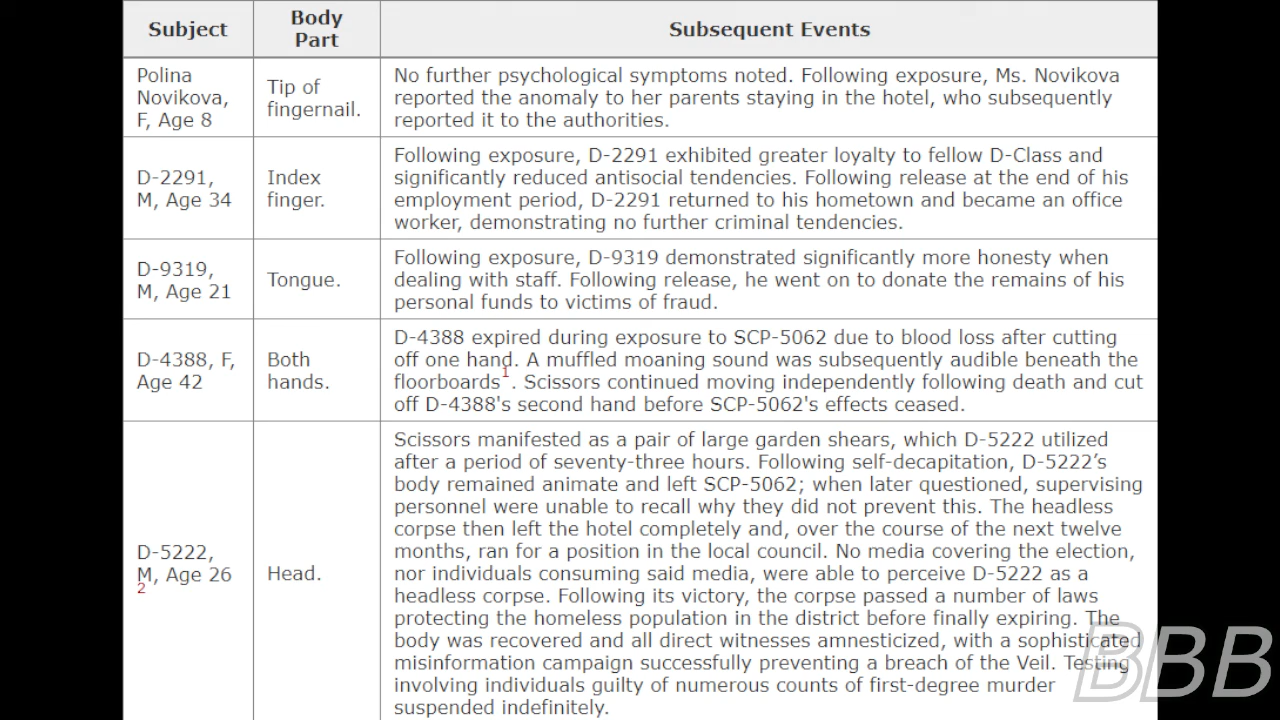 Subject
Body
Part
Subsequent Events
Polina
Novikova,
F, Age 8
Tip of
fingernail.
No further psychological symptoms noted. Following exposure, Ms. Novikova
reported the anomaly to her parents staying in the hotel, who subsequently
reported it to the authorities.
D-2291,
M, Age 34
Index
finger.
Following exposure, D-2291 exhibited greater loyalty to fellow D-Class and
significantly reduced antisocial tendencies. Following release at the end of his
employment period, D-2291 returned to his hometown and became an office
worker, demonstrating no further criminal tendencies.
D-9319,
M, Age 21
Tongue.
Following exposure, D-9319 demonstrated significantly more honesty when
dealing with staff. Following release, he went on to donate the remains of his
personal funds to victims of fraud.
D-4388, F,
Age 42
Both
hands.
D-4388 expired during exposure to SCP-5062 due to blood loss after cutting
off one hand. A muffled moaning sound was subsequently audible beneath the
floorboards1. Scissors continued moving independently following death and cut
off D-4388's second hand before SCP-5062's effects ceased.
D-5222,
M, Age 26
2
Head.
Scissors manifested as a pair of large garden shears, which D-5222 utilized
after a period of seventy-three hours. Following self-decapitation, D-5222’s
body remained animate and left SCP-5062; when later questioned, supervising
personnel were unable to recall why they did not prevent this. The headless
corpse then left the hotel completely and, over the course of the next twelve
months, ran for a position in the local council. No media covering the election,
nor individuals consuming said media, were able to perceive D-5222 as a
headless corpse. Following its victory, the corpse passed a number of laws
protecting the homeless population in the district before finally expiring. The
body was recovered and all direct witnesses amnesticized, with a sophisticated
misinformation campaign successfully preventing a breach of the Veil. Testing
involving individuals guilty of numerous counts of first-degree murder
suspended indefinitely.
BBB